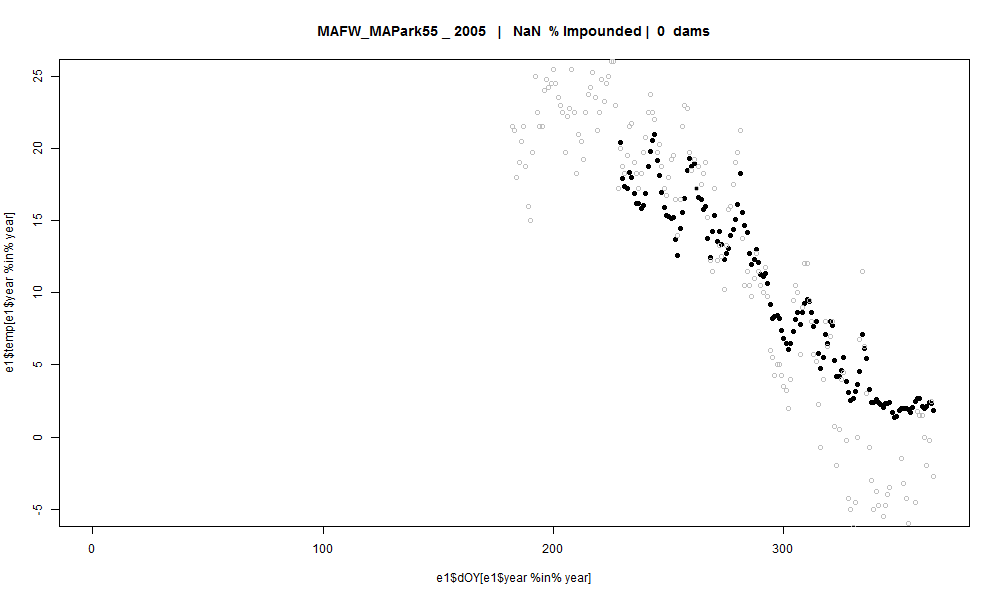 MAFW_MAPark55 _ 2005 | NaN % Impounded | 0 dams
25
20
15
10
5
0
-5
e1$temp[e1$year %in% year]
0 100 200 300
e1$dOY[e1$year %in% year]